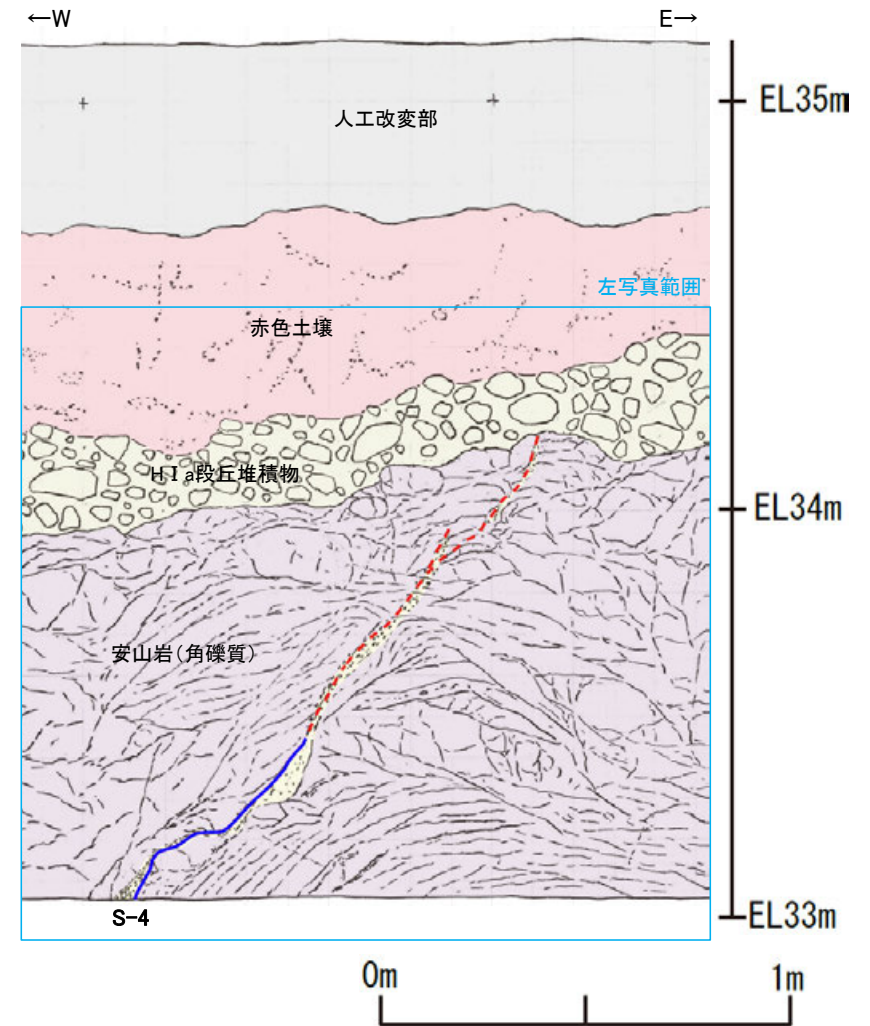 ←W
E→
EL35m
人工改変部
左写真範囲
赤色土壌
HⅠa段丘堆積物
EL34m
安山岩(角礫質)
S-4
EL33m
0m
1m